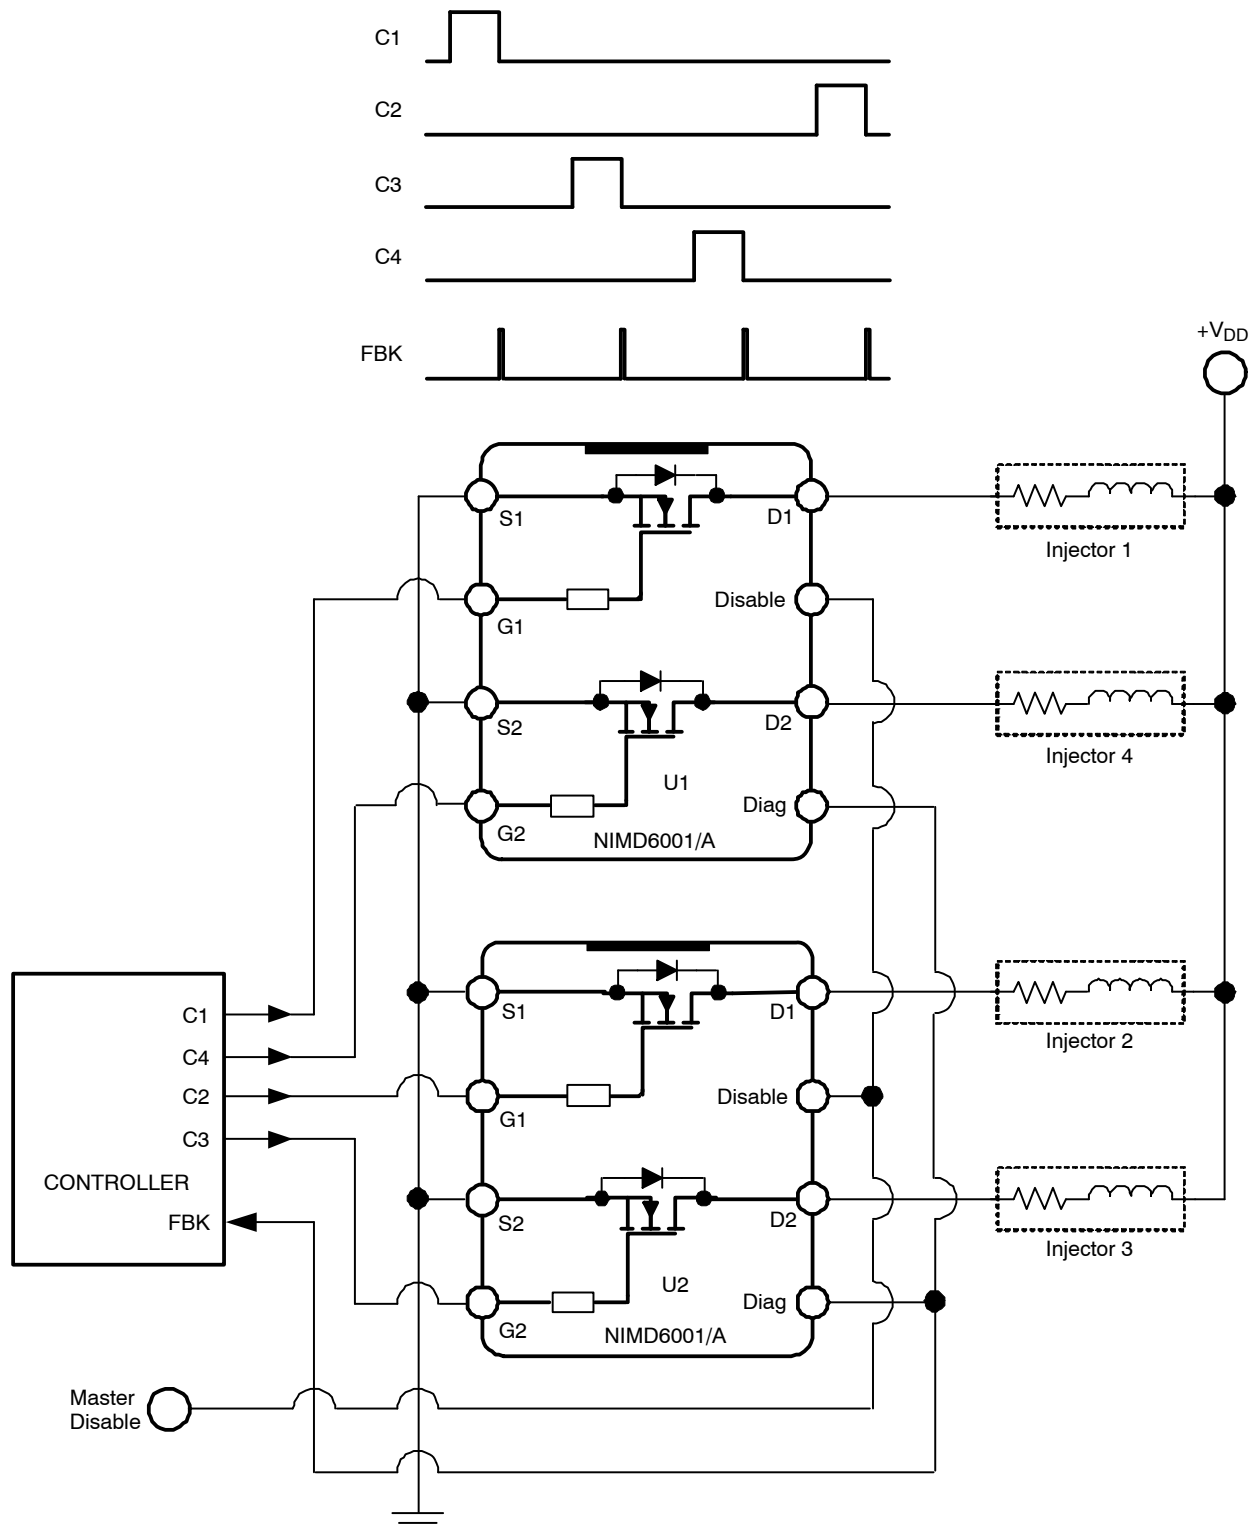 C1
C2
C3
C4
FBK
+VDD
S1
D1
Injector 1
G1
Disable
S2
D2
Injector 4
U1
G2
Diag
NIMD6001/A
S1
D1
Injector 2
C1
C4
C2
C3
CONTROLLER
FBK
G1
Disable
S2
D2
Injector 3
U2
G2
Diag
NIMD6001/A
Master
Disable